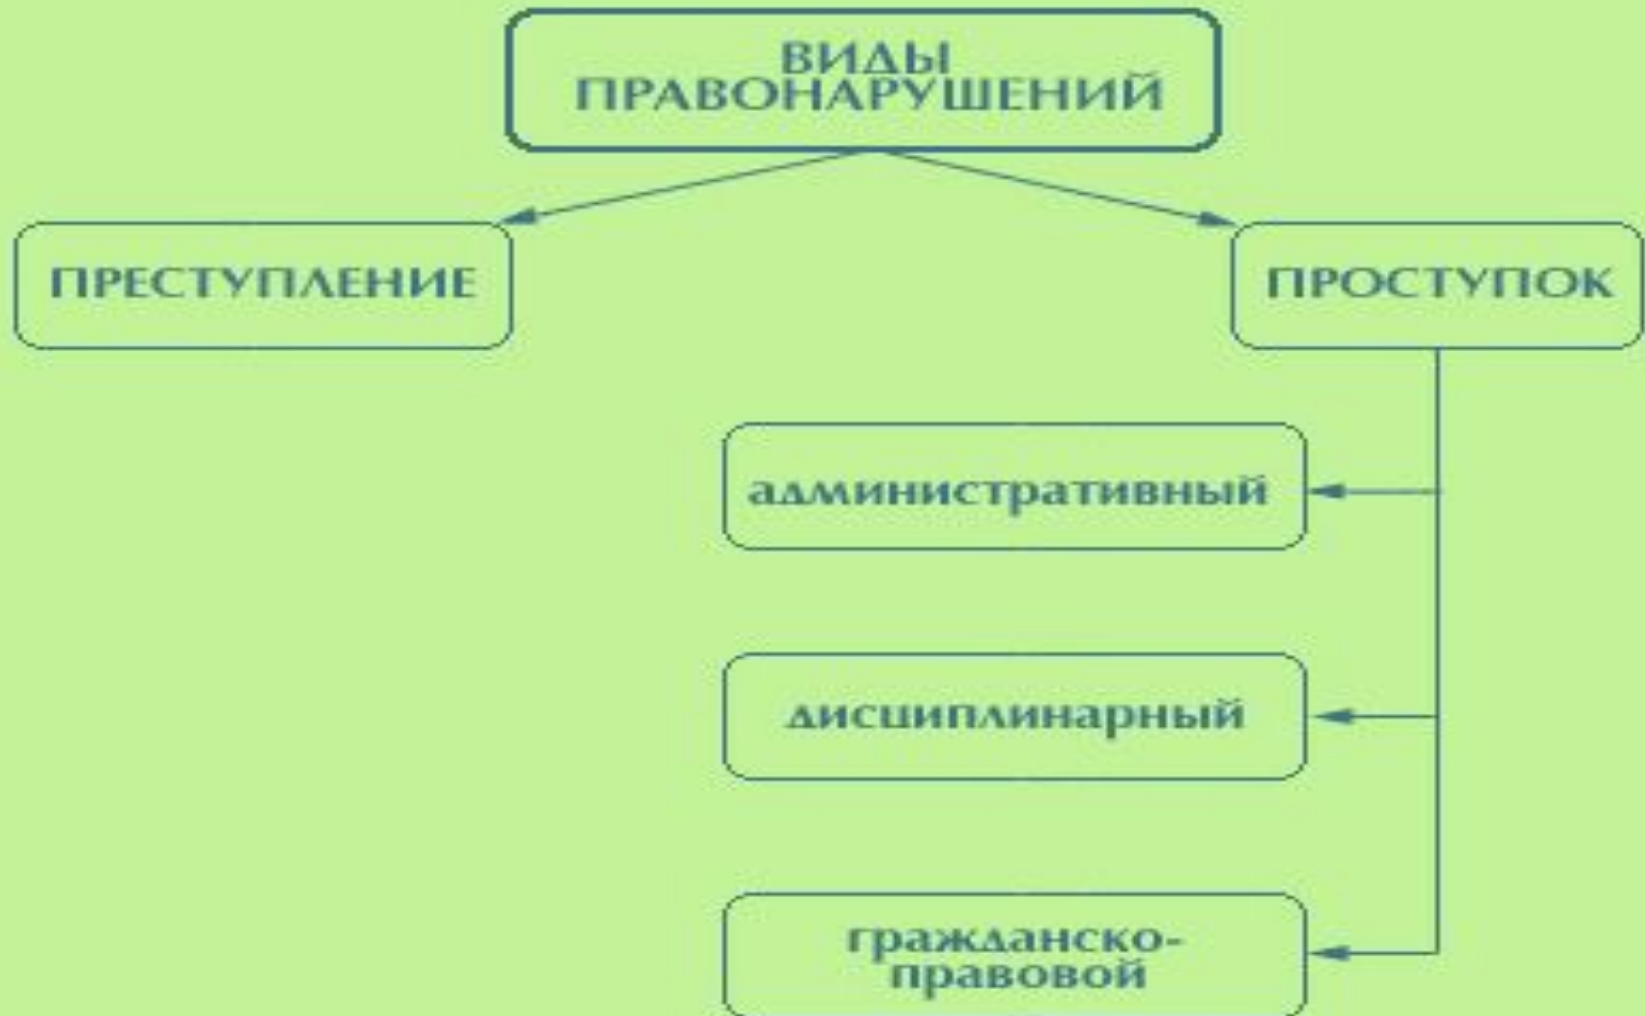 ВИДЫ
ПРАВОНАРУШЕНИЙ
ПРЕСТУПЛЕНИЕ
ПРОСТУПОК
административный
дисциплинарный
гражданско-
правовой